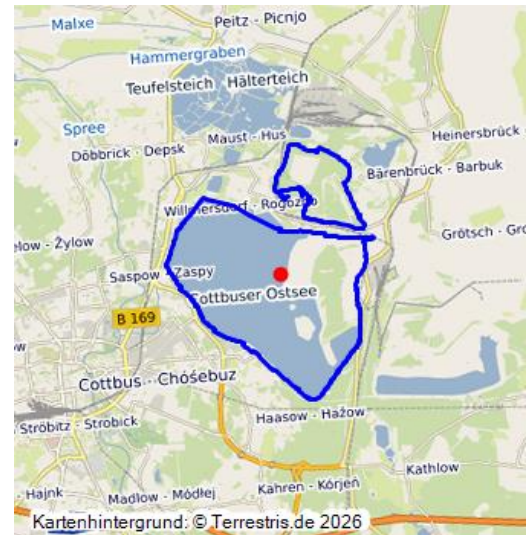 Malxe
Peitz - Picnjo
Hammergraben
Teufelsteich Hälterteich
Spree
Maust - Hus
Heinersbrück -
Döbbrick - Depsk
Bärenbrück - Barbuk
Willmersdorf - Rogozno
Grötsch - Gro
elow - Žylow
Saspow - Zaspy
Cottbuser Ostsee
B 169
Cottbus - Chóśebuz
Haasow - Hažow
Ströbitz - Strobick
Kathlow
- Hajnk
Madlow - Módłej
Kahren - Kórjeń
Kartenhintergrund: © Terrestris.de 2026